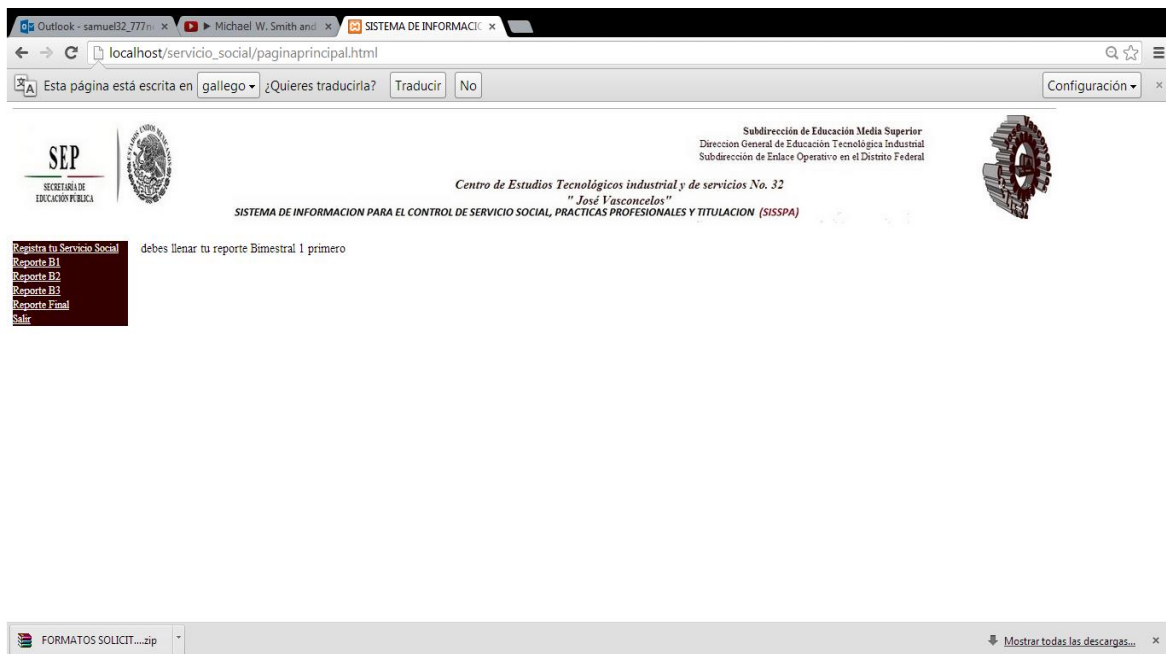 Outlook - samuel32_777
Michael W. Smith and
SISTEMA DE INFORMACIC
localhost/servicio_social/paginaprincipal.html
Esta página está escrita en gallego ¿Quieres traducirla? Traducir No Configuración
SEP
SECRETARÍA DE
EDUCACIÓN PÚBLICA
ESTADOS UNIDOS MEXICANOS
Subdirección de Educación Media Superior
Direccion General de Educación Tecnológica Industrial
Subdirección de Enlace Operativo en el Distrito Federal
Centro de Estudios Tecnológicos industrial y de servicios No. 32
" José Vasconcelos"
SISTEMA DE INFORMACION PARA EL CONTROL DE SERVICIO SOCIAL, PRACTICAS PROFESIONALES Y TITULACION (SISSPA)
Registra tu Servicio Social
Reporte B1
Reporte B2
Reporte B3
Reporte Final
Salir
debes llenar tu reporte Bimestral 1 primero
FORMATOS SOLICIT....zip
Mostrar todas las descargas...